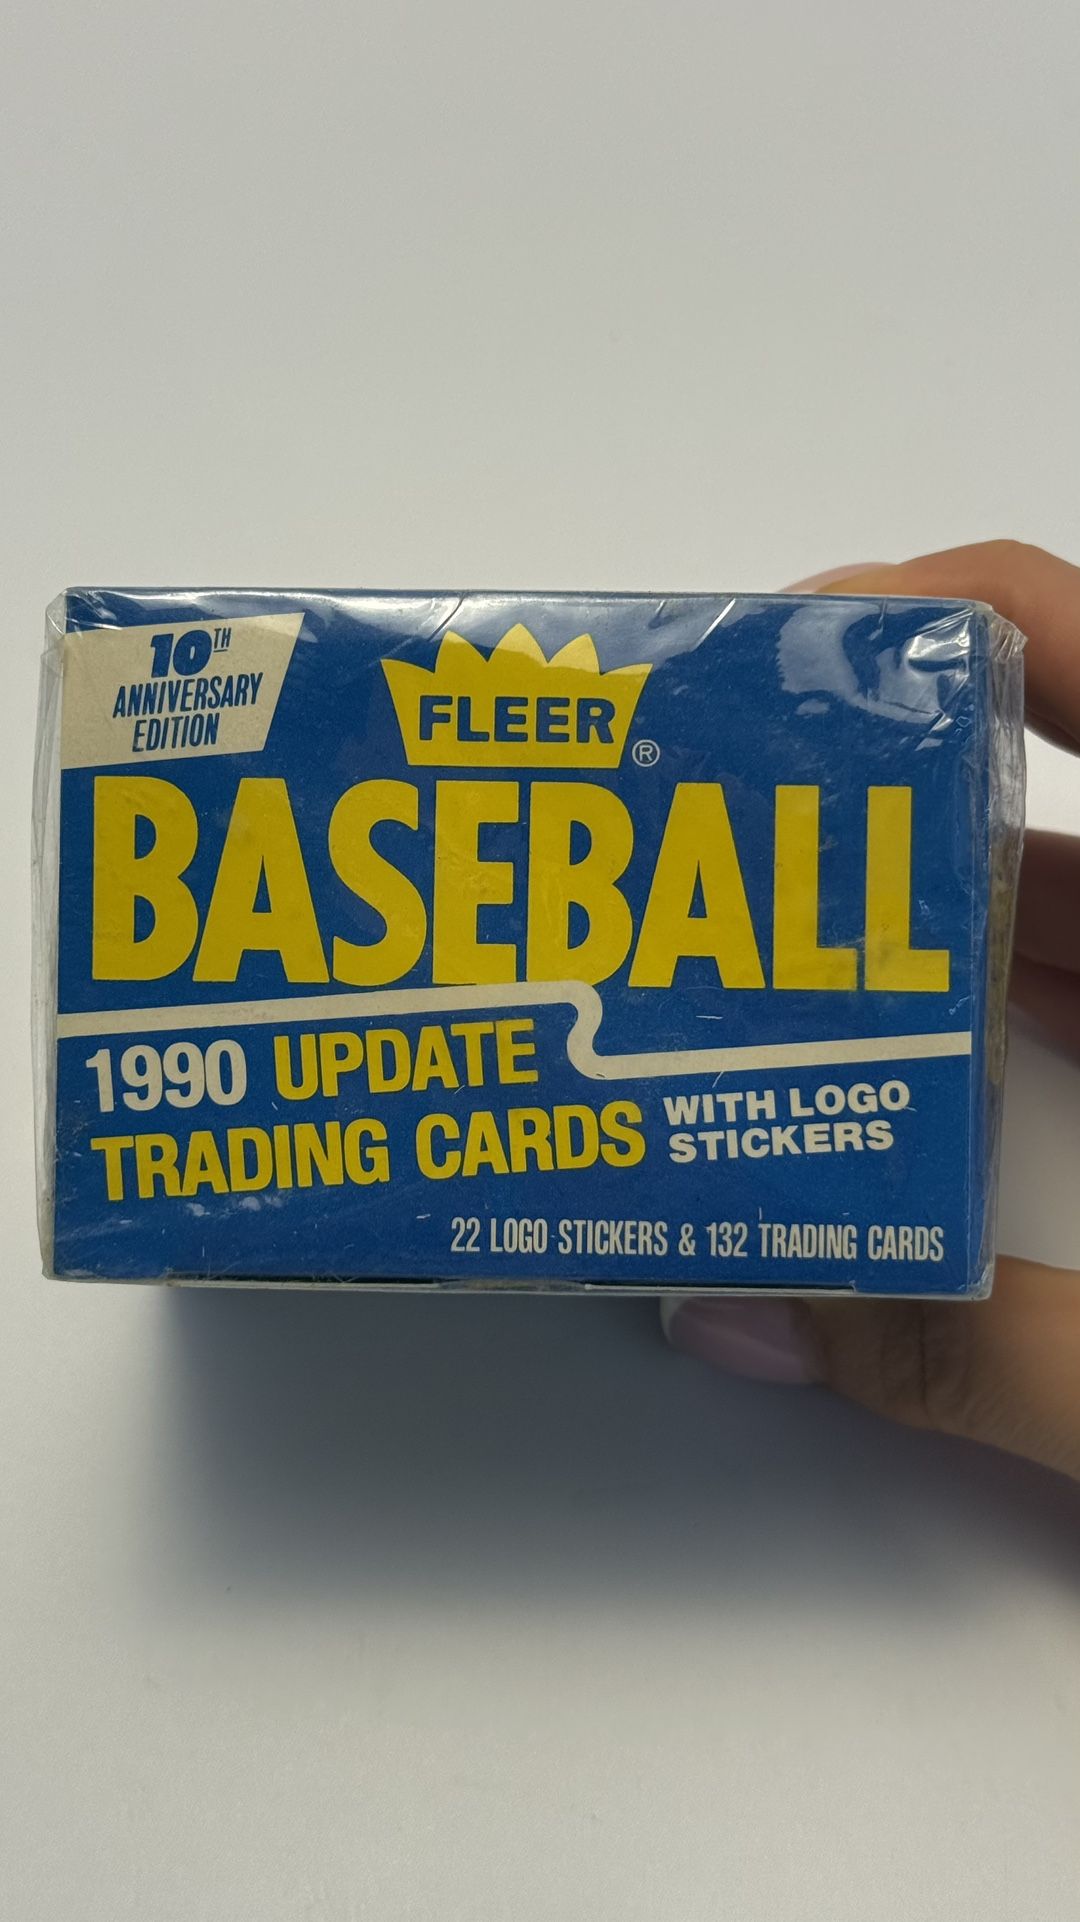 10TH
ANNIVERSARY
EDITION
FLEER®
BASEBALL
1990 UPDATE
TRADING CARDS
WITH LOGO
STICKERS
22 LOGO STICKERS & 132 TRADING CARDS